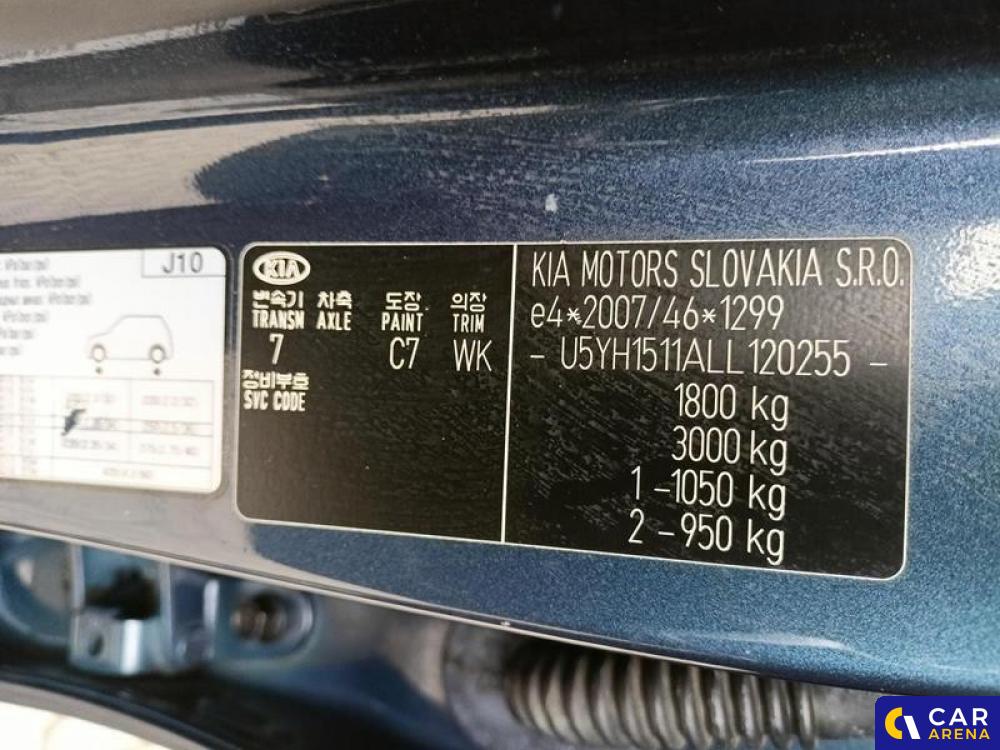 J10
KIA
변속기 차축 도장 의장
TRANSM AXLE PAINT TRIM
7 C7 WK
정비부호
SVC CODE
KIA MOTORS SLOVAKIA S.R.O.
e4*2007/46*1299
- U5YH1511ALL120255 -
1800 kg
3000 kg
1 -1050 kg
2 -950 kg
CAR
ARENA